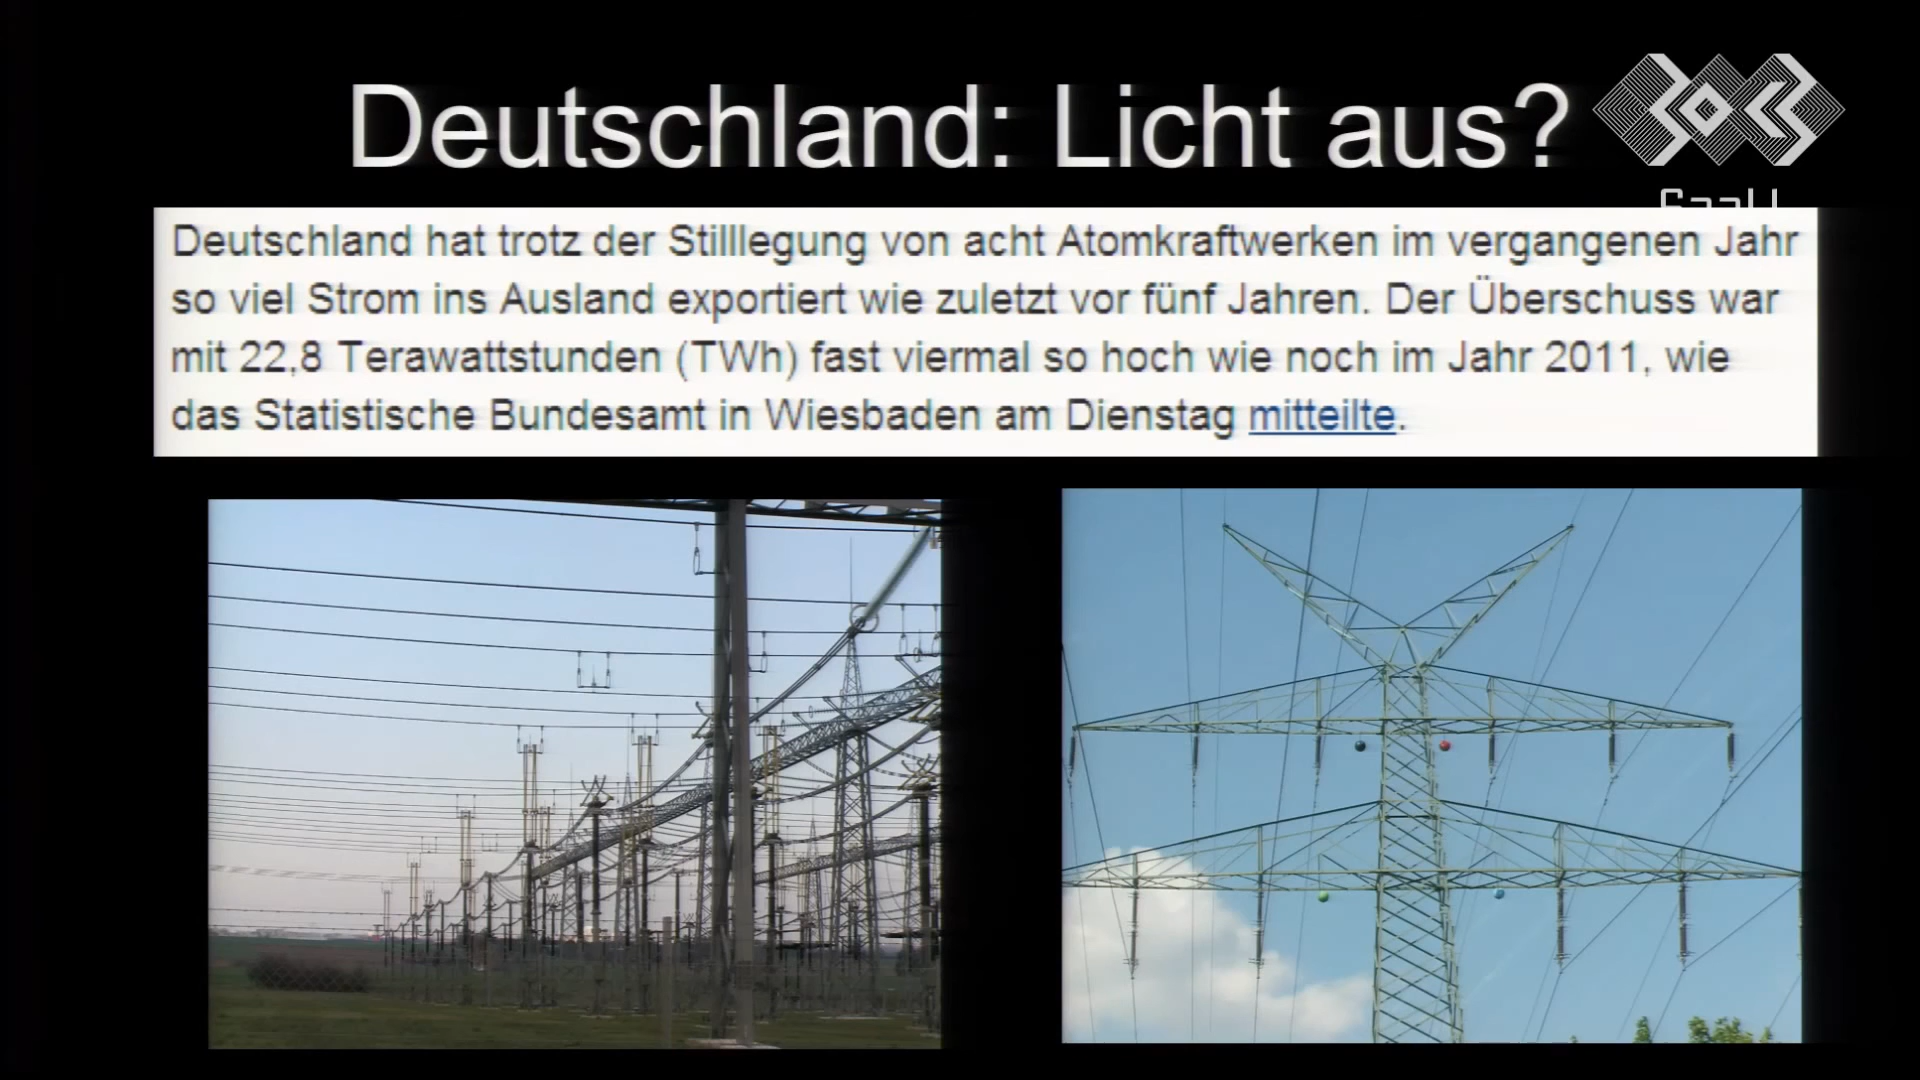 Deutschland: Licht aus?
Deutschland hat trotz der Stilllegung von acht Atomkraftwerken im vergangenen Jahr
so viel Strom ins Ausland exportiert wie zuletzt vor fünf Jahren. Der Überschuss war
mit 22,8 Terawattstunden (TWh) fast viermal so hoch wie noch im Jahr 2011, wie
das Statistische Bundesamt in Wiesbaden am Dienstag mitteilte.